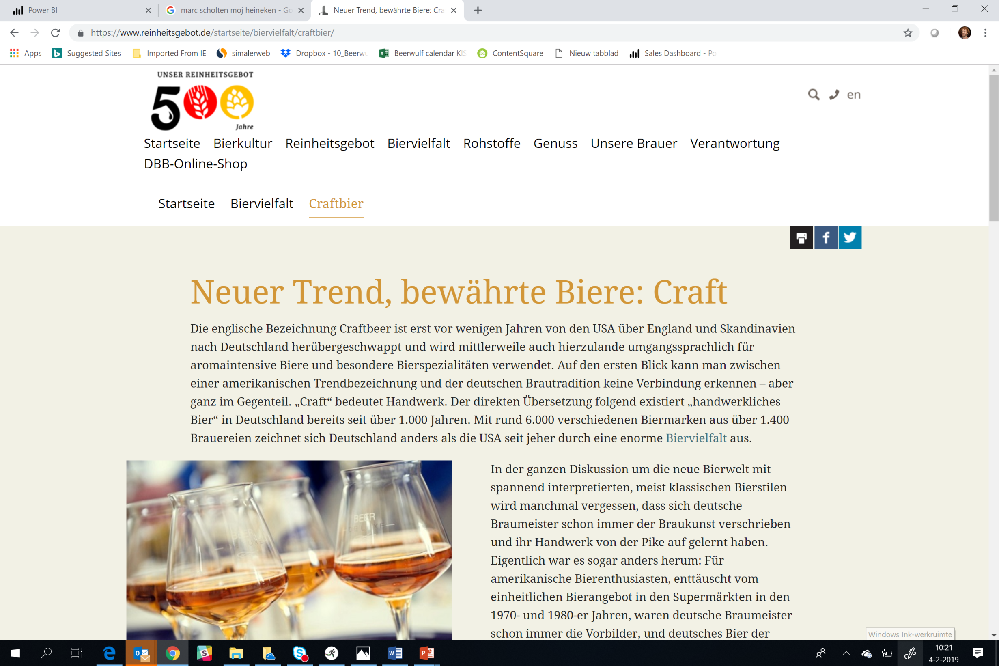 Power BI
marc scholten moj heineken - Go
Neuer Trend, bewährte Biere: Cra
https://www.reinheitsgebot.de/startseite/biervielfalt/craftbier/
Apps
Suggested Sites
Imported From IE
simalerweb
Dropbox - 10_Beerwu
Beerwulf calendar KIS
ContentSquare
Nieuw tabblad
Sales Dashboard - Po
UNSER REINHEITSGEBOT
500
Jahre
en
Startseite Bierkultur Reinheitsgebot Biervielfalt Rohstoffe Genuss Unsere Brauer Verantwortung
DBB-Online-Shop
Startseite Biervielfalt Craftbier
Neuer Trend, bewährte Biere: Craft
Die englische Bezeichnung Craftbeer ist erst vor wenigen Jahren von den USA über England und Skandinavien
nach Deutschland herübergeschwappt und wird mittlerweile auch hierzulande umgangssprachlich für
aromaintensive Biere und besondere Bierspezialitäten verwendet. Auf den ersten Blick kann man zwischen
einer amerikanischen Trendbezeichnung und der deutschen Brautradition keine Verbindung erkennen – aber
ganz im Gegenteil. „Craft“ bedeutet Handwerk. Der direkten Übersetzung folgend existiert „handwerkliches
Bier“ in Deutschland bereits seit über 1.000 Jahren. Mit rund 6.000 verschiedenen Biermarken aus über 1.400
Brauereien zeichnet sich Deutschland anders als die USA seit jeher durch eine enorme Biervielfalt aus.
BEER
DELUXE
BEER
In der ganzen Diskussion um die neue Bierwelt mit
spannend interpretierten, meist klassischen Bierstilen
wird manchmal vergessen, dass sich deutsche
Braumeister schon immer der Braukunst verschrieben
und ihr Handwerk von der Pike auf gelernt haben.
Eigentlich war es sogar anders herum: Für
amerikanische Bierenthusiasten, enttäuscht vom
einheitlichen Bierangebot in den Supermärkten in den
1970- und 1980-er Jahren, waren deutsche Braumeister
schon immer die Vorbilder, und deutsches Bier der
Windows Ink-werkruimte
10:21
4-2-2019